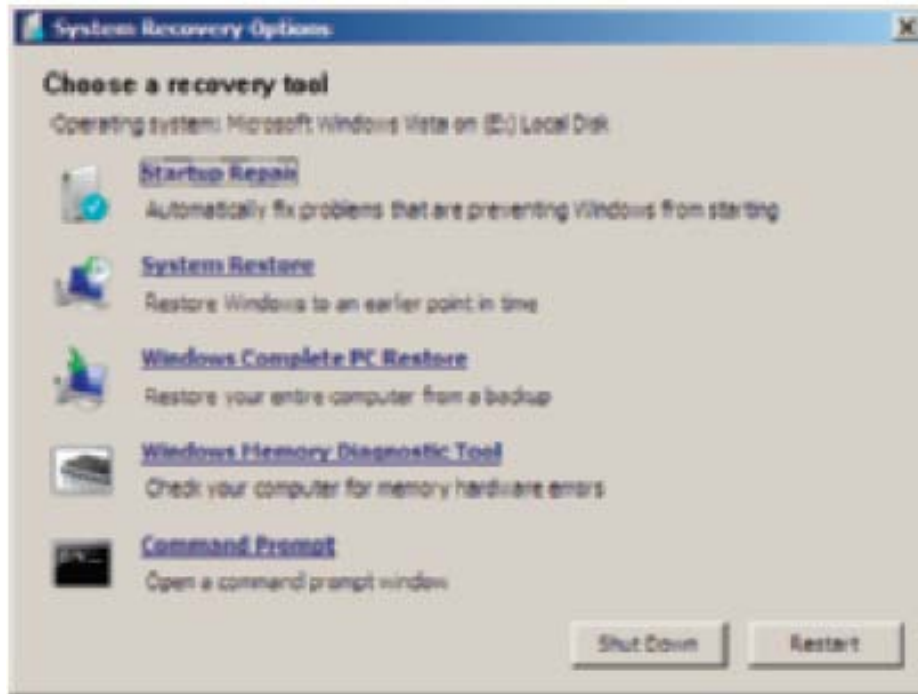 System Recovery Options
Choose a recovery tool
Operating system: Microsoft Windows Vista on (E:) Local Disk
Startup Repair
Automatically fix problems that are preventing Windows from starting
System Restore
Restore Windows to an earlier point in time
Windows Complete PC Restore
Restore your entire computer from a backup
Windows Memory Diagnostic Tool
Check your computer for memory hardware errors
Command Prompt
Open a command prompt window
Shut Down
Restart